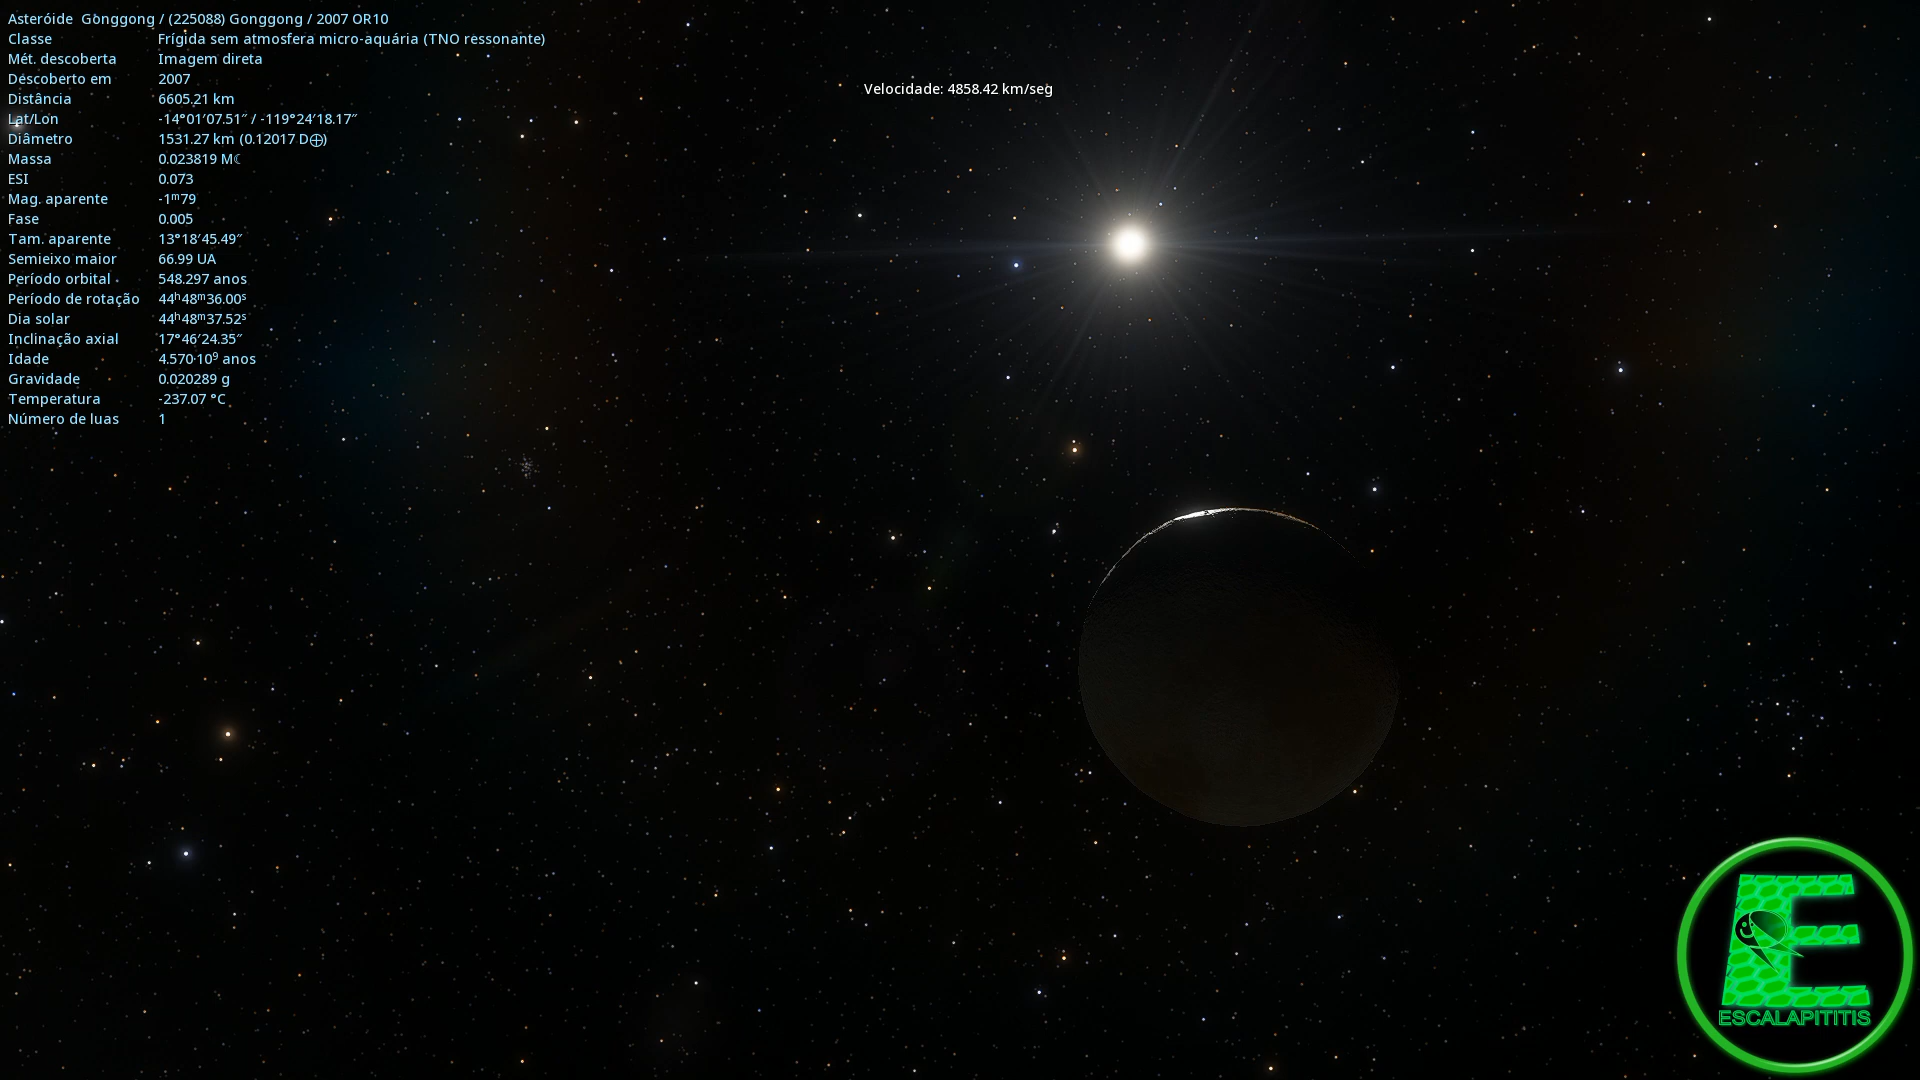 Asteróide  Gonggong / (225088) Gonggong / 2007 OR10
Classe Frígida sem atmosfera micro-aquária (TNO ressonante)
Mét. descoberta Imagem direta
Descoberto em 2007
Distância 6605.21 km
Lat/Lon -14°01′07.51″ / -119°24′18.17″
Diâmetro 1531.27 km (0.12017 D⨁)
Massa 0.023819 M☾
ESI 0.073
Mag. aparente -1ᵐ79
Fase 0.005
Tam. aparente 13°18′45.49″
Semieixo maior 66.99 UA
Período orbital 548.297 anos
Período de rotação 44ʰ48ᵐ36.00ˢ
Dia solar 44ʰ48ᵐ37.52ˢ
Inclinação axial 17°46′24.35″
Idade 4.570·10⁹ anos
Gravidade 0.020289 g
Temperatura -237.07 °C
Número de luas 1
Velocidade: 4858.42 km/seg
E
ESCALAPITITIS